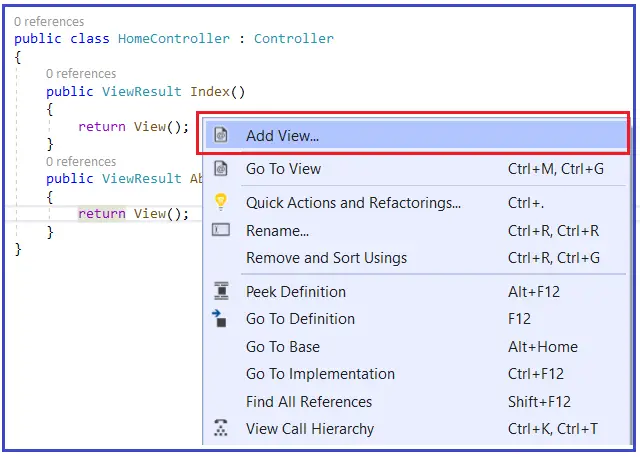 0 references
public class HomeController : Controller
{
0 references
public ViewResult Index()
{
return View();
}
0 references
public ViewResult Ab
{
return View();
}
}
Add View...
Go To View Ctrl+M, Ctrl+G
Quick Actions and Refactorings... Ctrl+.
Rename... Ctrl+R, Ctrl+R
Remove and Sort Usings Ctrl+R, Ctrl+G
Peek Definition Alt+F12
Go To Definition F12
Go To Base Alt+Home
Go To Implementation Ctrl+F12
Find All References Shift+F12
View Call Hierarchy Ctrl+K, Ctrl+T